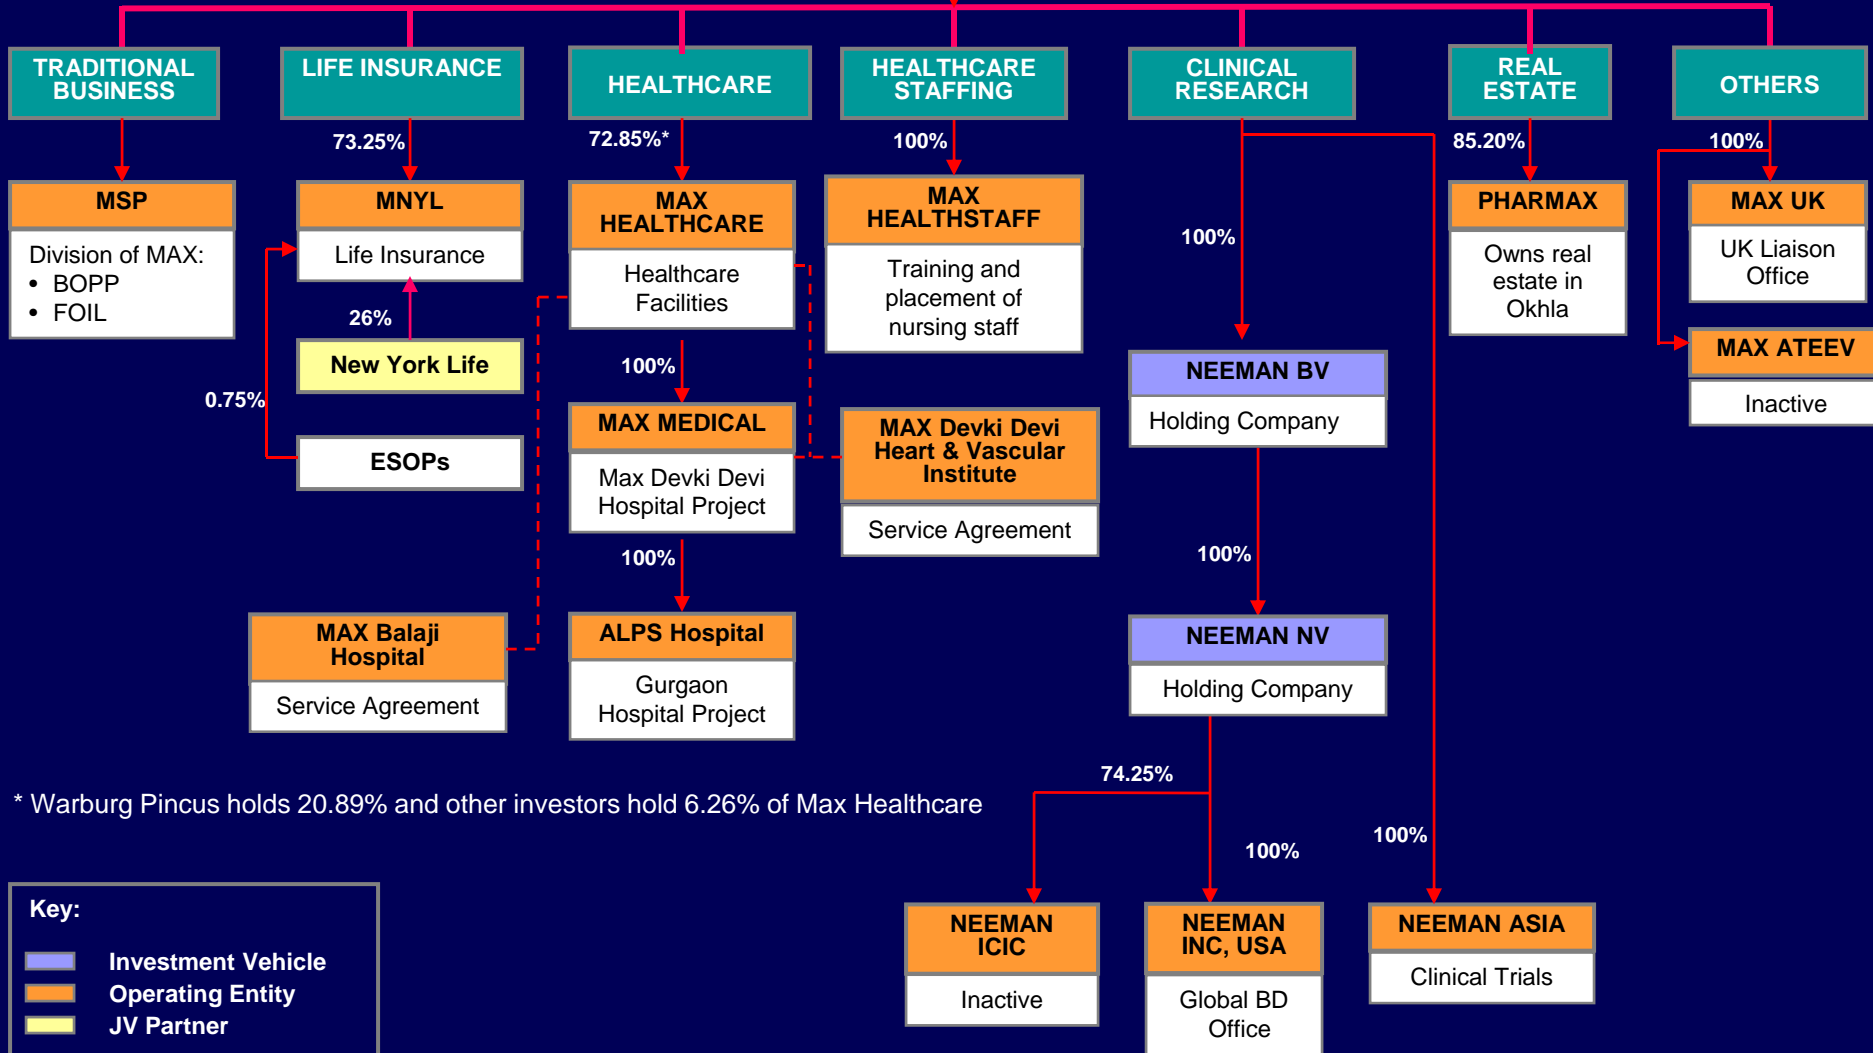 TRADITIONAL
BUSINESS
LIFE INSURANCE
HEALTHCARE
HEALTHCARE
STAFFING
CLINICAL
RESEARCH
REAL
ESTATE
OTHERS
73.25%
72.85%*
100%
85.20%
100%
MSP
Division of MAX:
• BOPP
• FOIL
MNYL
Life Insurance
26%
New York Life
0.75%
ESOPs
MAX
HEALTHCARE
Healthcare
Facilities
100%
MAX MEDICAL
Max Devki Devi
Hospital Project
100%
ALPS Hospital
Gurgaon
Hospital Project
MAX Balaji
Hospital
Service Agreement
MAX
HEALTHSTAFF
Training and
placement of
nursing staff
MAX Devki Devi
Heart & Vascular
Institute
Service Agreement
100%
NEEMAN BV
Holding Company
100%
NEEMAN NV
Holding Company
74.25%
100%
100%
NEEMAN
ICIC
Inactive
NEEMAN
INC, USA
Global BD
Office
NEEMAN ASIA
Clinical Trials
PHARMAX
Owns real
estate in
Okhla
MAX UK
UK Liaison
Office
MAX ATEEV
Inactive
* Warburg Pincus holds 20.89% and other investors hold 6.26% of Max Healthcare
Key:
Investment Vehicle
Operating Entity
JV Partner